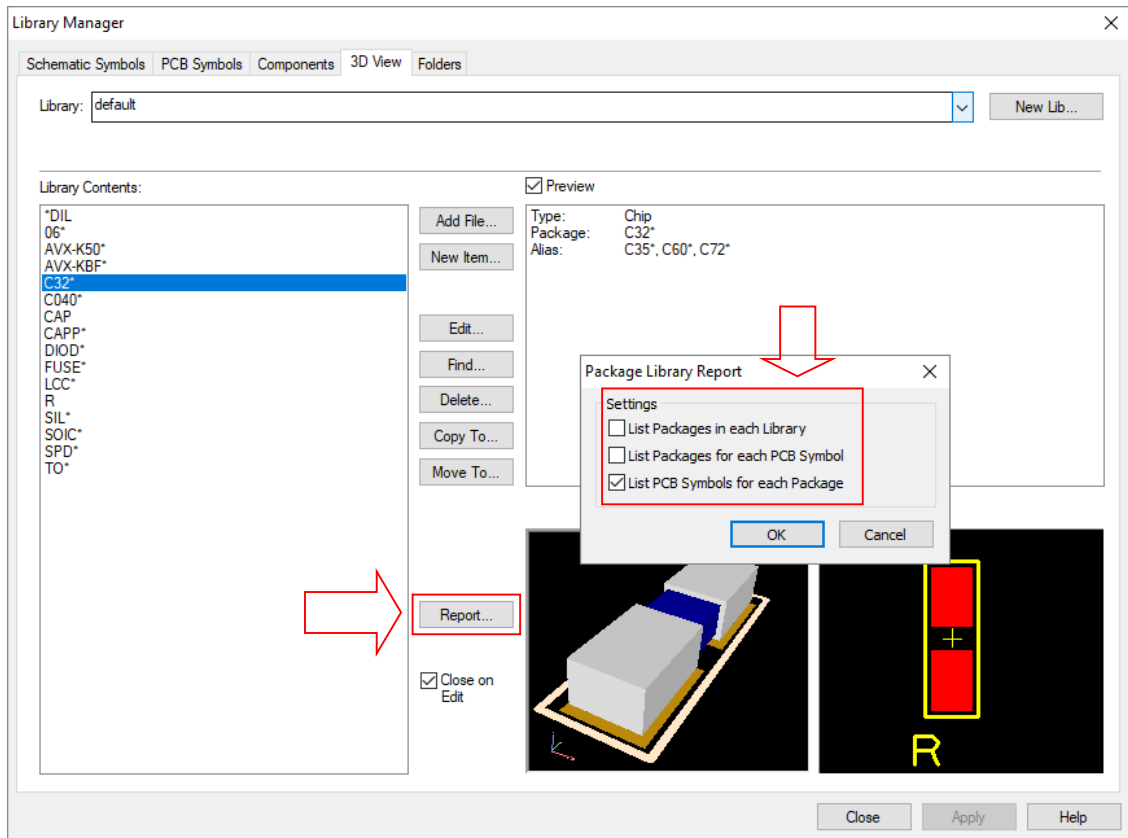 Library Manager
Schematic Symbols PCB Symbols Components 3D View Folders
Library: default New Lib...
Library Contents:
Preview
*DIL
06*
AVX-K50*
AVX-KBF*
C32*
C040*
CAP
CAPP*
DIOD*
FUSE*
LCC*
R
SIL*
SOIC*
SPD*
TO*
Add File...
New Item...
Edit...
Find...
Delete...
Copy To...
Move To...
Report...
Close on
Edit
Type: Chip
Package: C32*
Alias: C35*, C60*, C72*
Package Library Report
Settings
List Packages in each Library
List Packages for each PCB Symbol
List PCB Symbols for each Package
OK Cancel
R
Close Apply Help